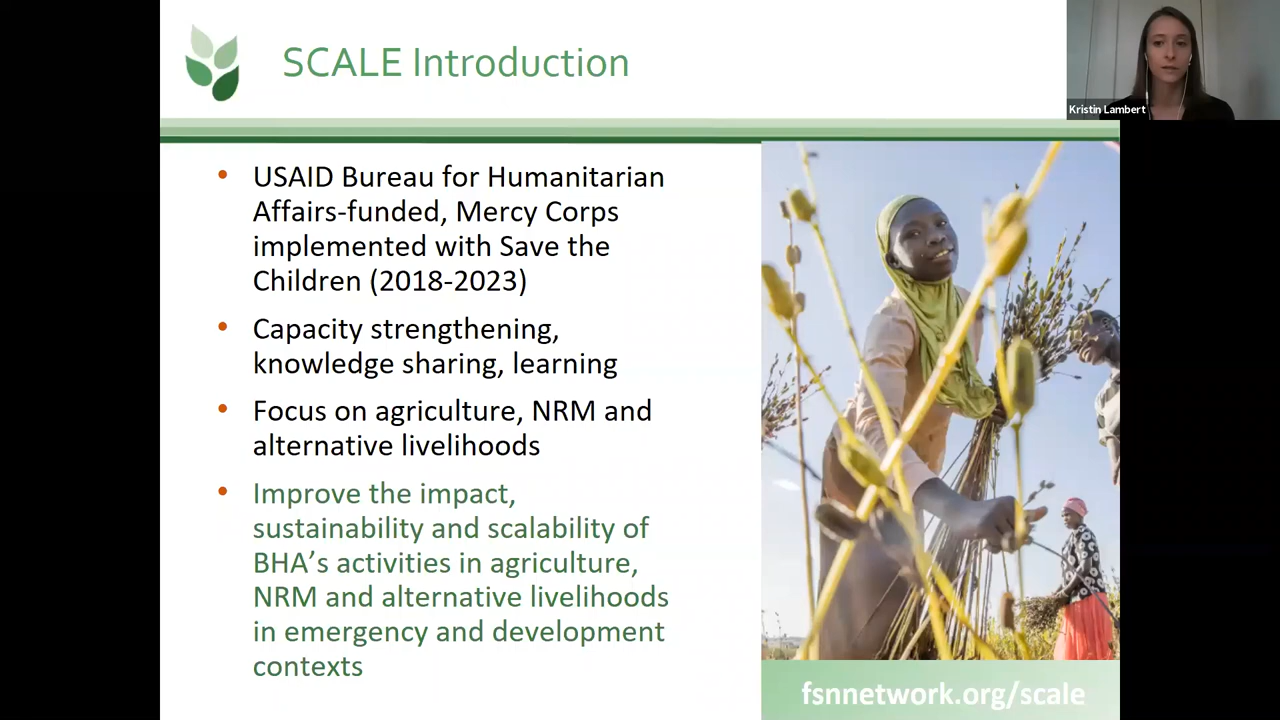 SCALE Introduction
Kristin Lambert
• USAID Bureau for Humanitarian
Affairs-funded, Mercy Corps
implemented with Save the
Children (2018-2023)
• Capacity strengthening,
knowledge sharing, learning
• Focus on agriculture, NRM and
alternative livelihoods
• Improve the impact,
sustainability and scalability of
BHA’s activities in agriculture,
NRM and alternative livelihoods
in emergency and development
contexts
fsnnetwork.org/scale